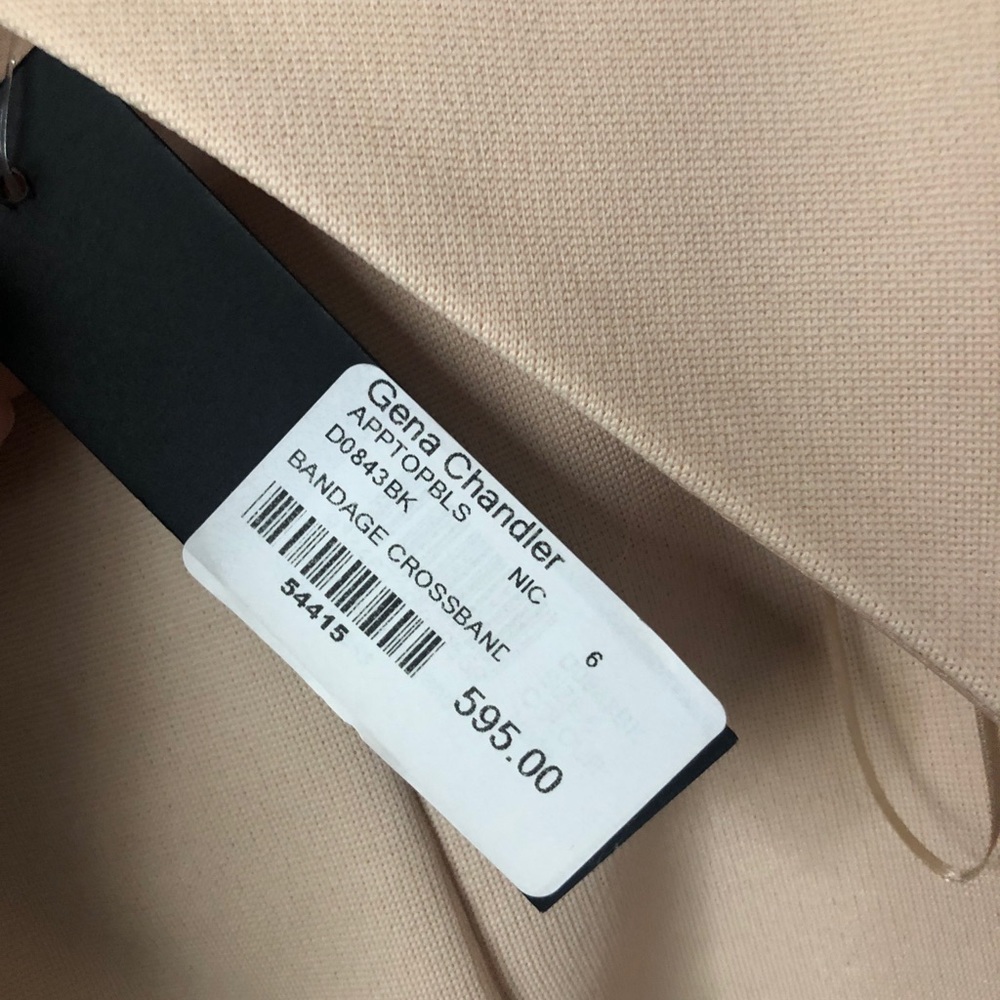 Gena Chandler
APPTOPBLS
D0843BK NIC
BANDAGE CROSSBAND 6
54415
595.00